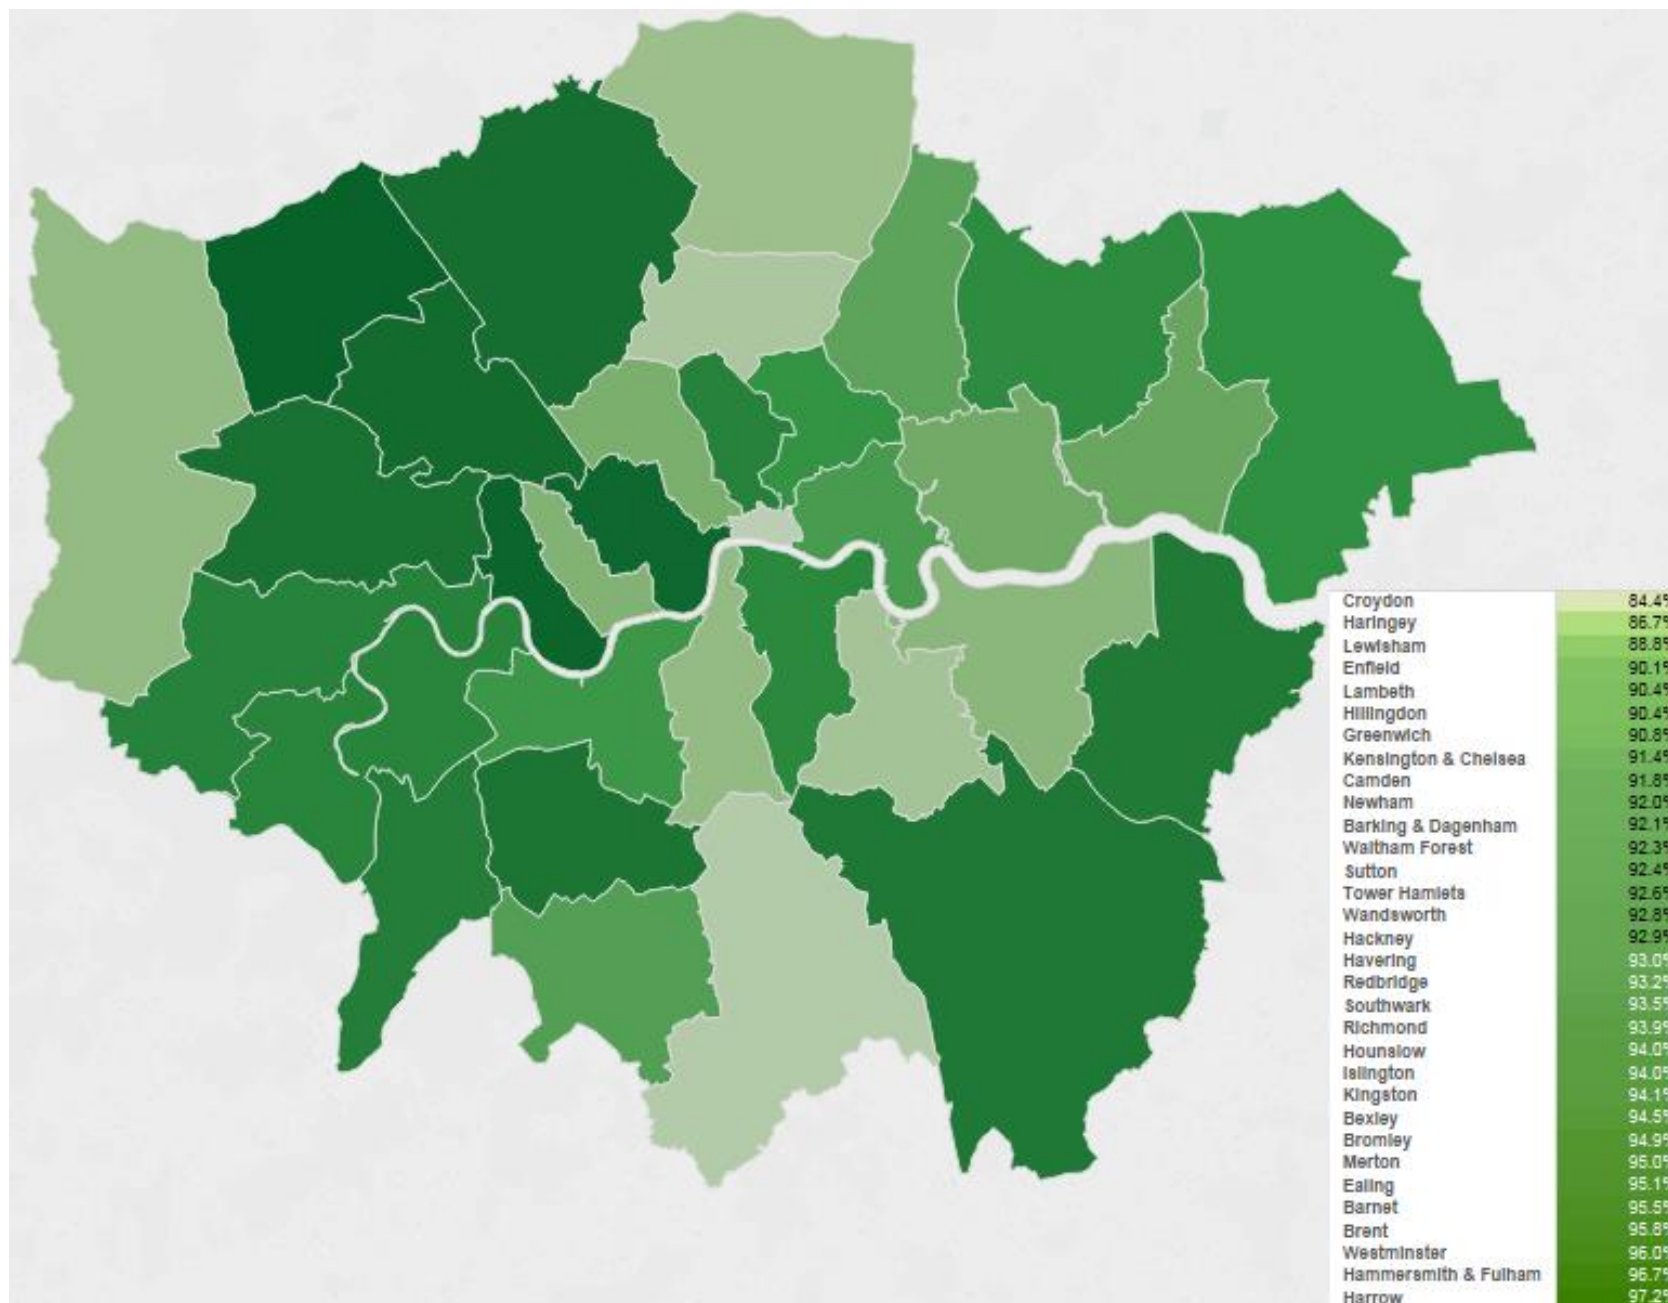 Croydon 84.4%
Haringey 86.7%
Lewisham 88.8%
Enfield 90.1%
Lambeth 90.4%
Hillingdon 90.4%
Greenwich 90.8%
Kensington & Chelsea 91.4%
Camden 91.8%
Newham 92.0%
Barking & Dagenham 92.1%
Waltham Forest 92.3%
Sutton 92.4%
Tower Hamlets 92.6%
Wandsworth 92.8%
Hackney 92.9%
Havering 93.0%
Redbridge 93.2%
Southwark 93.5%
Richmond 93.9%
Hounslow 94.0%
Islington 94.0%
Kingston 94.1%
Bexley 94.5%
Bromley 94.9%
Merton 95.0%
Ealing 95.1%
Barnet 95.5%
Brent 95.8%
Westminster 96.0%
Hammersmith & Fulham 96.7%
Harrow 97.2%